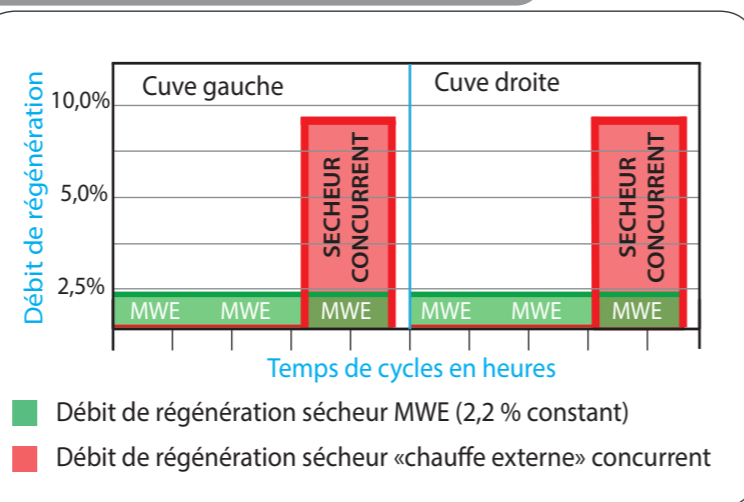 Débit de régénération
10,0%
5,0%
2,5%
Cuve gauche
Cuve droite
SECHEUR
CONCURRENT
SECHEUR
CONCURRENT
MWE MWE MWE MWE MWE MWE
Temps de cycles en heures
Débit de régénération sécheur MWE (2,2 % constant)
Débit de régénération sécheur «chauffe externe» concurrent